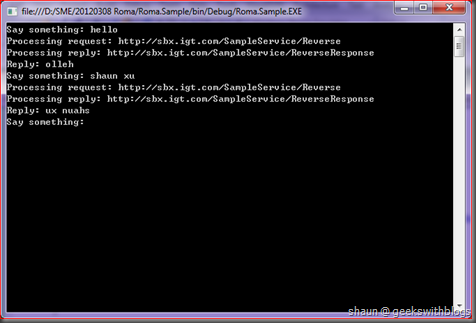 file:///D:/SME/20120308 Roma/Roma.Sample/bin/Debug/Roma.Sample.EXE
Say something: hello
Processing request: http://sbx.igt.com/SampleService/Reverse
Processing reply: http://sbx.igt.com/SampleService/ReverseResponse
Reply: olleh
Say something: shaun xu
Processing request: http://sbx.igt.com/SampleService/Reverse
Processing reply: http://sbx.igt.com/SampleService/ReverseResponse
Reply: ux nuahs
Say something:
shaun @ geekswithblogs